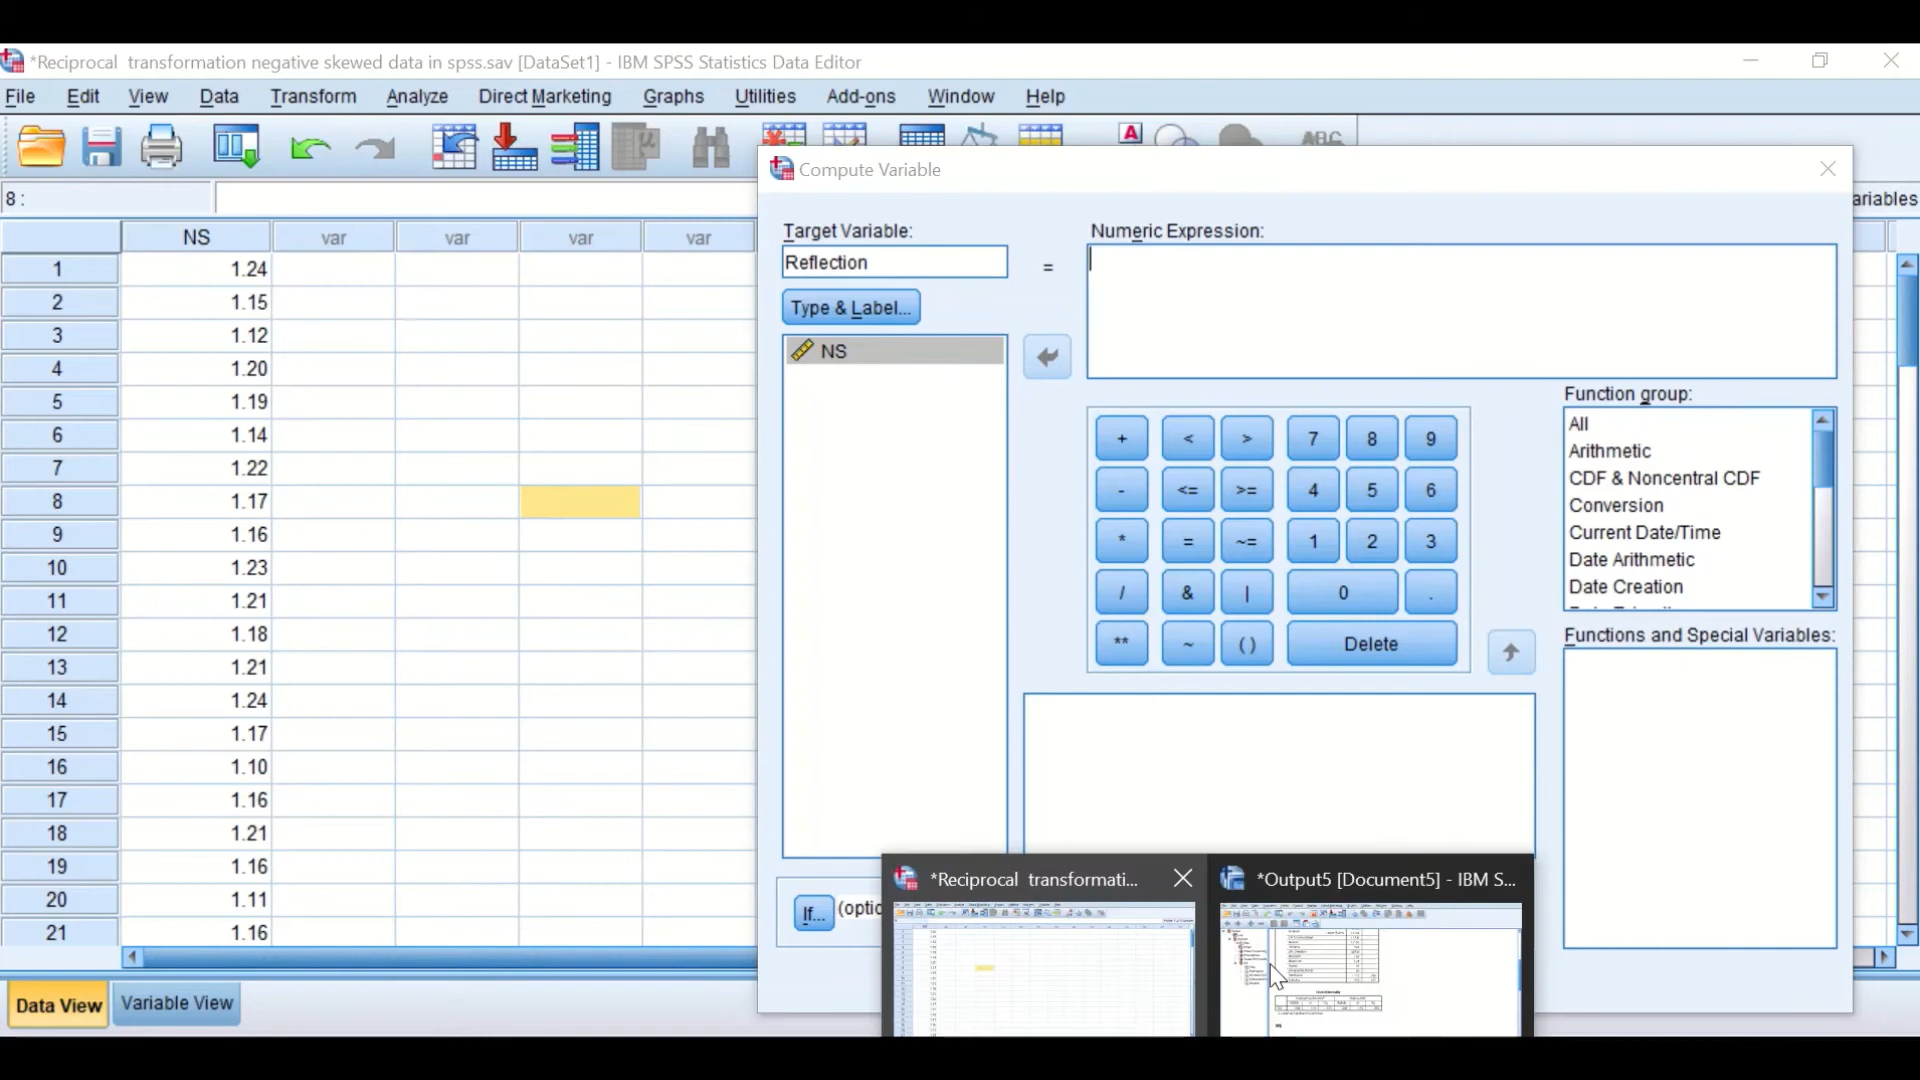 *Reciprocal  transformation negative skewed data in spss.sav [DataSet1] - IBM SPSS Statistics Data Editor
File Edit View Data Transform Analyze Direct Marketing Graphs Utilities Add-ons Window Help
A
ABC
8 :
ariables
Compute Variable
Target Variable:
Reflection
=
Numeric Expression:
Type & Label...
NS
NS var var var var
1 1.24
2 1.15
3 1.12
4 1.20
5 1.19
6 1.14
7 1.22
8 1.17
9 1.16
10 1.23
11 1.21
12 1.18
13 1.21
14 1.24
15 1.17
16 1.10
17 1.16
18 1.21
19 1.16
20 1.11
21 1.16
+ < > 7 8 9
- <= >= 4 5 6
* = ~= 1 2 3
/ & | 0 .
** ~ ( ) Delete
Function group:
All
Arithmetic
CDF & Noncentral CDF
Conversion
Current Date/Time
Date Arithmetic
Date Creation
Functions and Special Variables:
If... (optio
*Reciprocal  transformati...
*Output5 [Document5] - IBM S...
Data View Variable View